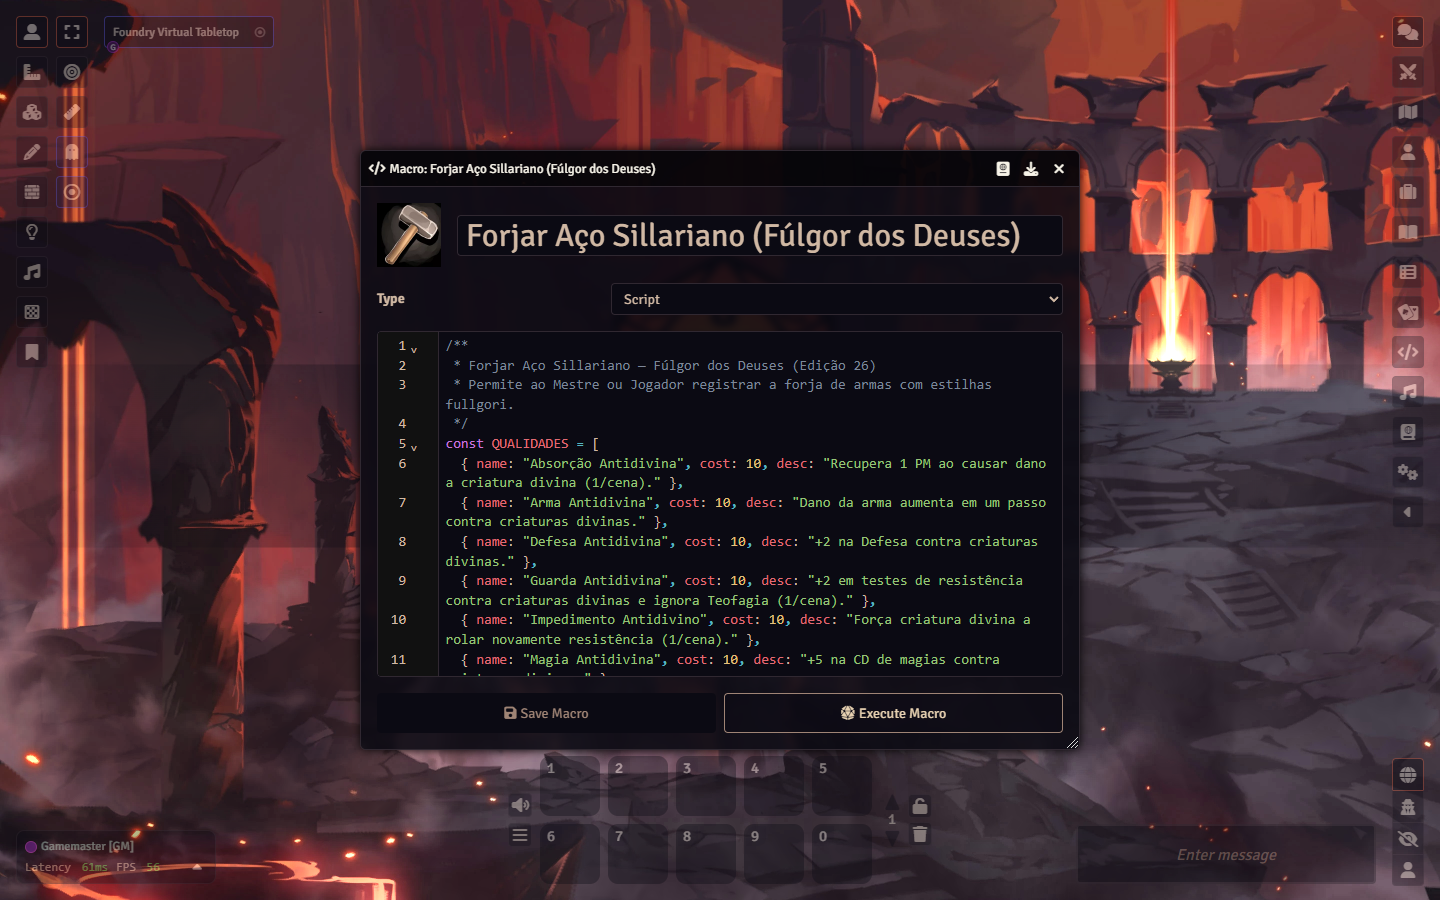 Foundry Virtual Tabletop
G
Macro: Forjar Aço Sillariano (Fúlgor dos Deuses)
Forjar Aço Sillariano (Fúlgor dos Deuses)
Type
Script
1 /**
2 * Forjar Aço Sillariano — Fúlgor dos Deuses (Edição 26)
3 * Permite ao Mestre ou Jogador registrar a forja de armas com estilhas
fullgori.
4 */
5 const QUALIDADES = [
6 { name: "Absorção Antidivina", cost: 10, desc: "Recupera 1 PM ao causar dano
a criatura divina (1/cena)." },
7 { name: "Arma Antidivina", cost: 10, desc: "Dano da arma aumenta em um passo
contra criaturas divinas." },
8 { name: "Defesa Antidivina", cost: 10, desc: "+2 na Defesa contra criaturas
divinas." },
9 { name: "Guarda Antidivina", cost: 10, desc: "+2 em testes de resistência
contra criaturas divinas e ignora Teofagia (1/cena)." },
10 { name: "Impedimento Antidivino", cost: 10, desc: "Força criatura divina a
rolar novamente resistência (1/cena)." },
11 { name: "Magia Antidivina", cost: 10, desc: "+5 na CD de magias contra
Save Macro
Execute Macro
1 2 3 4 5
1
6 7 8 9 0
Gamemaster [GM]
Latency 61ms FPS 56
Enter message